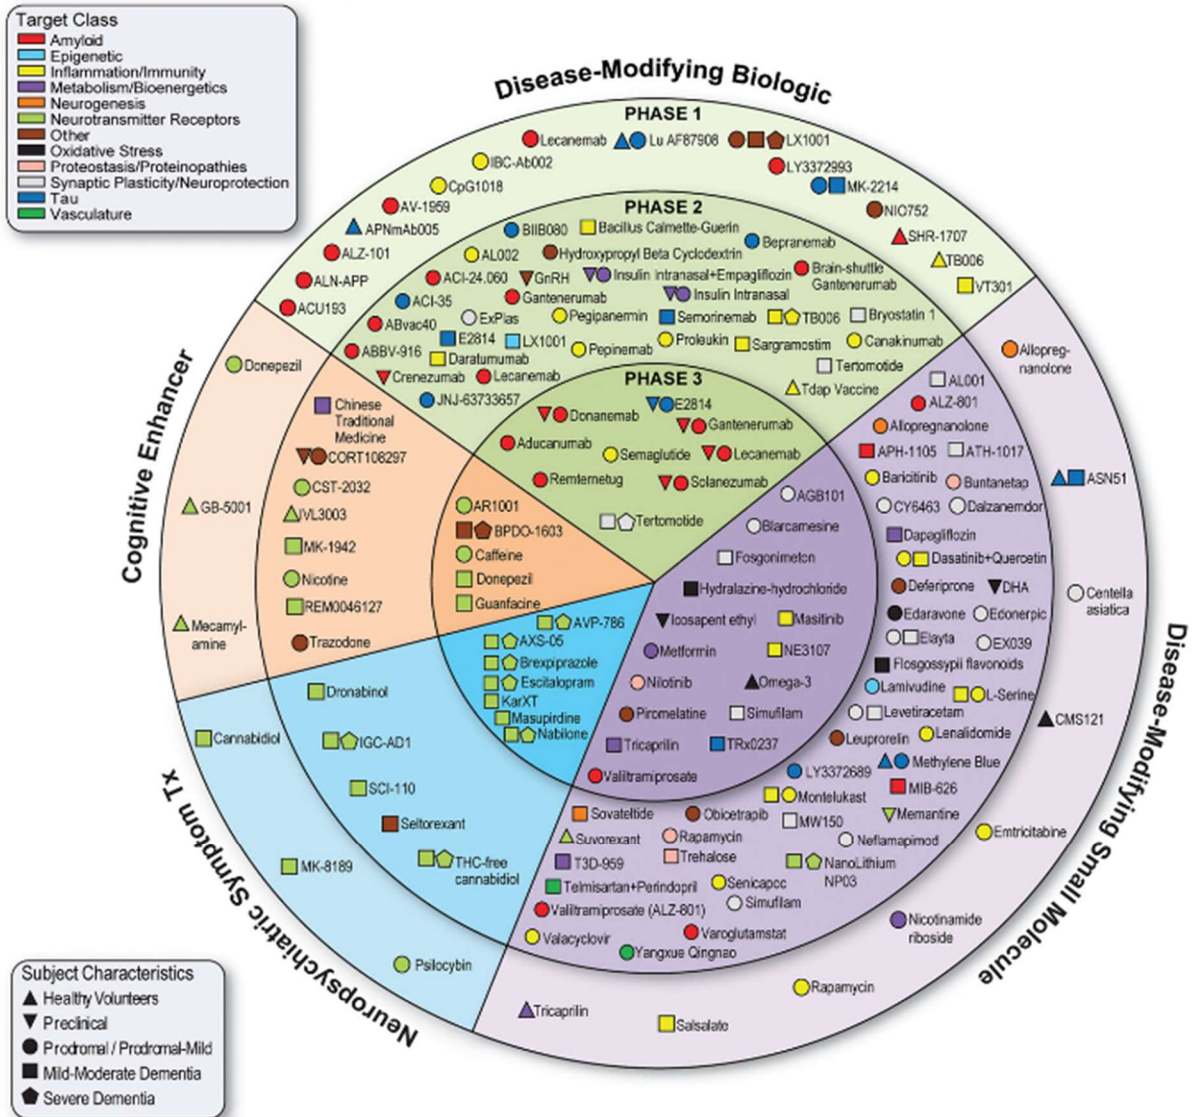 Target Class
Amyloid
Epigenetic
Inflammation/Immunity
Metabolism/Bioenergetics
Neurogenesis
Neurotransmitter Receptors
Other
Oxidative Stress
Proteostasis/Proteinopathies
Synaptic Plasticity/Neuroprotection
Tau
Vasculature
Disease-Modifying Biologic
PHASE 1
Lecanemab
Lu AF87908
LX1001
IBC-Ab002
LY3372993
CpG1018
MK-2214
AV-1959
NIO752
APNmAb005
SHR-1707
ALZ-101
TB006
ALN-APP
VT301
ACU193
PHASE 2
BIIB080
Bacillus Calmette-Guerin
Bepranemab
AL002
Hydroxypropyl Beta Cyclodextrin
ACI-24.060
GnRH
Insulin Intranasal+Empagliflozin
Brain-shuttle
Gantenerumab
ACI-35
Gantenerumab
Insulin Intranasal
ABvac40
ExPlas
Pegipanermin
Semorinemab
TB006
Bryostatin 1
E2814
LX1001
Pepinemab
Proleukin
Sargramostim
Canakinumab
ABBV-916
Daratumumab
Tertomotide
Crenezumab
Lecanemab
Tdap Vaccine
JNJ-63733657
PHASE 3
E2814
Donanemab
Gantenerumab
Aducanumab
Semaglutide
Lecanemab
Remternetug
Solanezumab
Tertomotide
Cognitive Enhancer
Donepezil
GB-5001
Mecamyl-
amine
Chinese
Traditional
Medicine
CORT108297
CST-2032
IVL3003
MK-1942
Nicotine
REM0046127
Trazodone
AR1001
BPDO-1603
Caffeine
Donepezil
Guanfacine
Neuropsychiatric Symptom Tx
AVP-786
AXS-05
Brexpiprazole
Escitalopram
KarXT
Masupirdine
Nabilone
Dronabinol
IGC-AD1
SCI-110
Seltorexant
THC-free
cannabidiol
Cannabidiol
MK-8189
Psilocybin
Disease-Modifying Small Molecule
AGB101
Blarcamesine
Fosgonimeton
Hydralazine-hydrochloride
Icosapent ethyl
Masitinib
Metformin
NE3107
Nilotinib
Omega-3
Piromelatine
Simufilam
Tricaprilin
TRx0237
Valiltramiprosate
AL001
ALZ-801
Allopregnanolone
APH-1105
ATH-1017
Baricitinib
Buntanetap
CY6463
Dalzanemdor
Dapagliflozin
Dasatinib+Quercetin
Deferiprone
DHA
Edaravone
Edonerpic
Elayta
EX039
Flosgossypii flavonoids
Lamivudine
L-Serine
Levetiracetam
Leuprorelin
Lenalidomide
LY3372689
Methylene Blue
MIB-626
Montelukast
Memantine
MW150
Neflamapimod
Sovateltide
Obicetrapib
Suvorexant
Rapamycin
T3D-959
Trehalose
NanoLithium
NP03
Telmisartan+Perindopril
Senicapoc
Simufilam
Valiltramiprosate (ALZ-801)
Valacyclovir
Varoglutamstat
Yangxue Qingnao
Allopreg-
nanolone
ASN51
Centella
asiatica
CMS121
Emtricitabine
Nicotinamide
riboside
Rapamycin
Tricaprilin
Salsalate
Subject Characteristics
Healthy Volunteers
Preclinical
Prodromal / Prodromal-Mild
Mild-Moderate Dementia
Severe Dementia